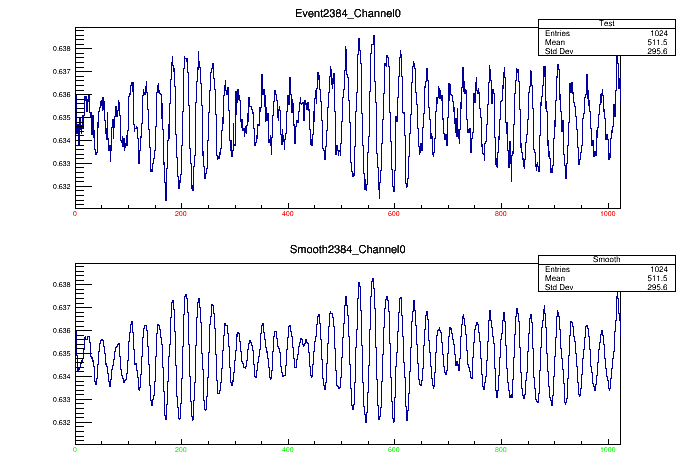 Event2384_Channel0
Test
Entries 1024
Mean 511.5
Std Dev 295.6
0.638
0.637
0.636
0.635
0.634
0.633
0.632
0 200 400 600 800 1000
Smooth2384_Channel0
Smooth
Entries 1024
Mean 511.5
Std Dev 295.6
0.638
0.637
0.636
0.635
0.634
0.633
0.632
0 200 400 600 800 1000